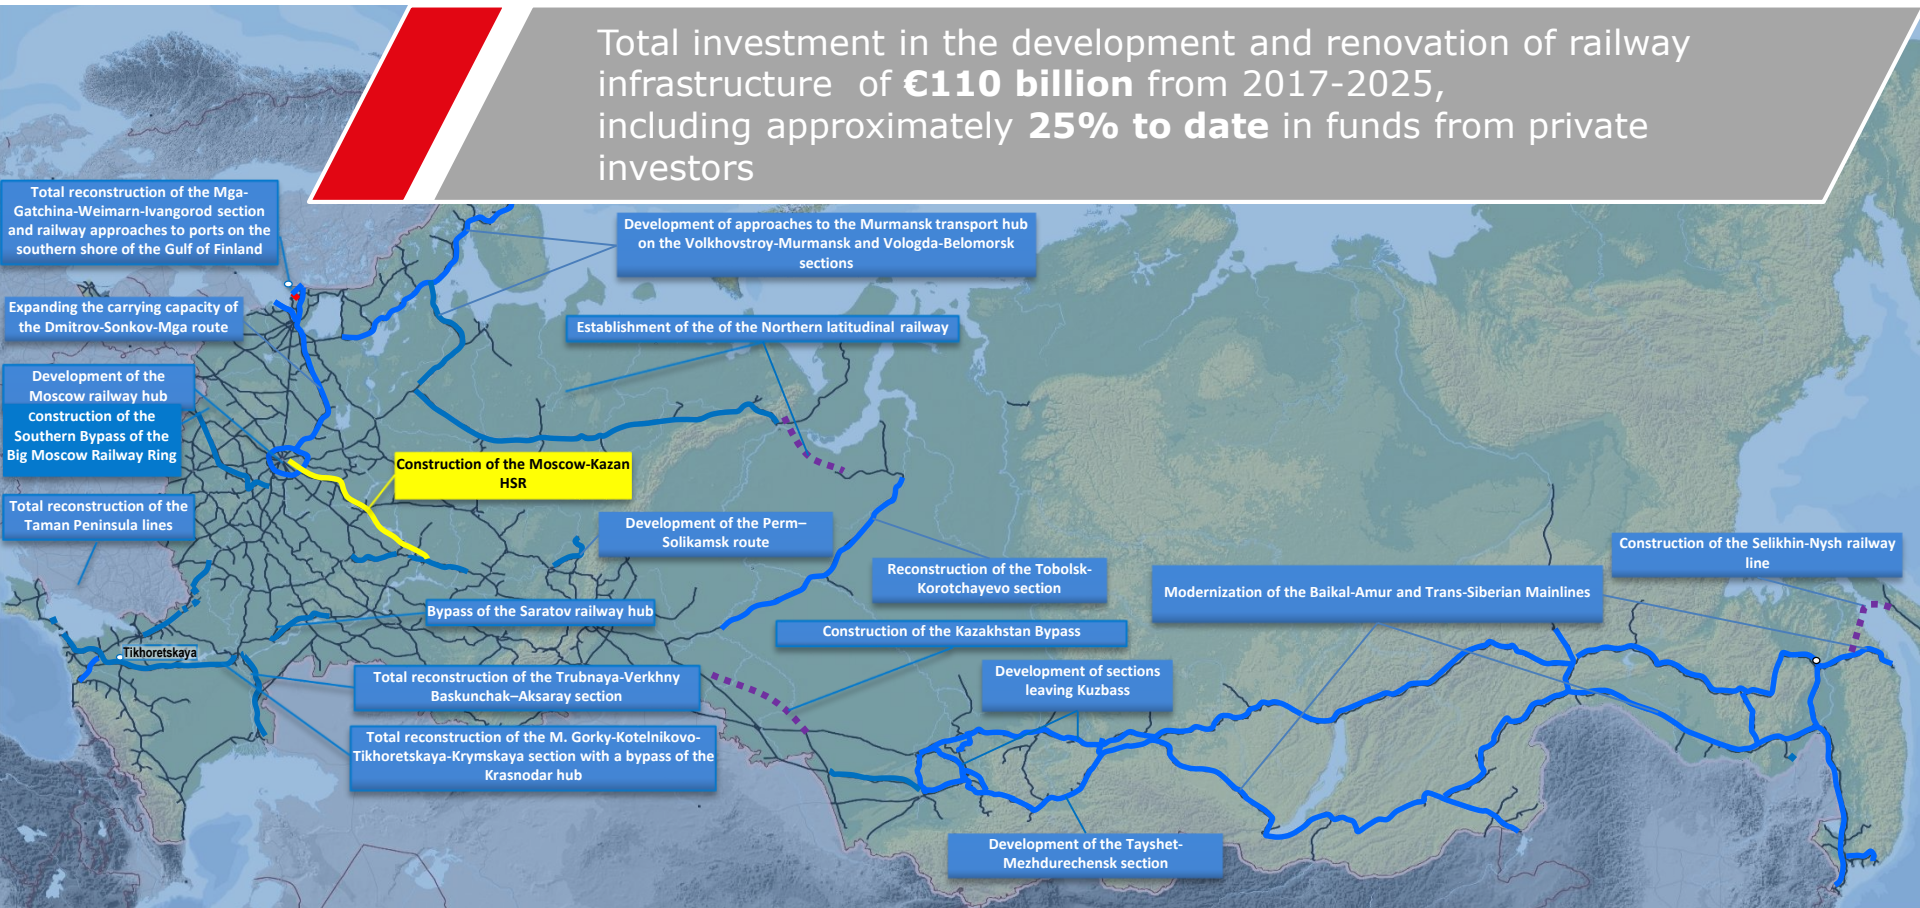 Total investment in the development and renovation of railway
infrastructure of €110 billion from 2017-2025,
including approximately 25% to date in funds from private
investors
Total reconstruction of the Mga-
Gatchina-Weimarn-Ivangorod section
and railway approaches to ports on the
southern shore of the Gulf of Finland
Development of approaches to the Murmansk transport hub
on the Volkhovstroy-Murmansk and Vologda-Belomorsk
sections
Expanding the carrying capacity of
the Dmitrov-Sonkov-Mga route
Establishment of the of the Northern latitudinal railway
Development of the
Moscow railway hub
Construction of the
Southern Bypass of the
Big Moscow Railway Ring
Construction of the Moscow-Kazan
HSR
Total reconstruction of the
Taman Peninsula lines
Development of the Perm–
Solikamsk route
Construction of the Selikhin-Nysh railway
line
Reconstruction of the Tobolsk-
Korotchayevo section
Modernization of the Baikal-Amur and Trans-Siberian Mainlines
Bypass of the Saratov railway hub
Construction of the Kazakhstan Bypass
Tikhoretskaya
Total reconstruction of the Trubnaya-Verkhny
Baskunchak–Aksaray section
Development of sections
leaving Kuzbass
Total reconstruction of the M. Gorky-Kotelnikovo-
Tikhoretskaya-Krymskaya section with a bypass of the
Krasnodar hub
Development of the Tayshet-
Mezhdurechensk section